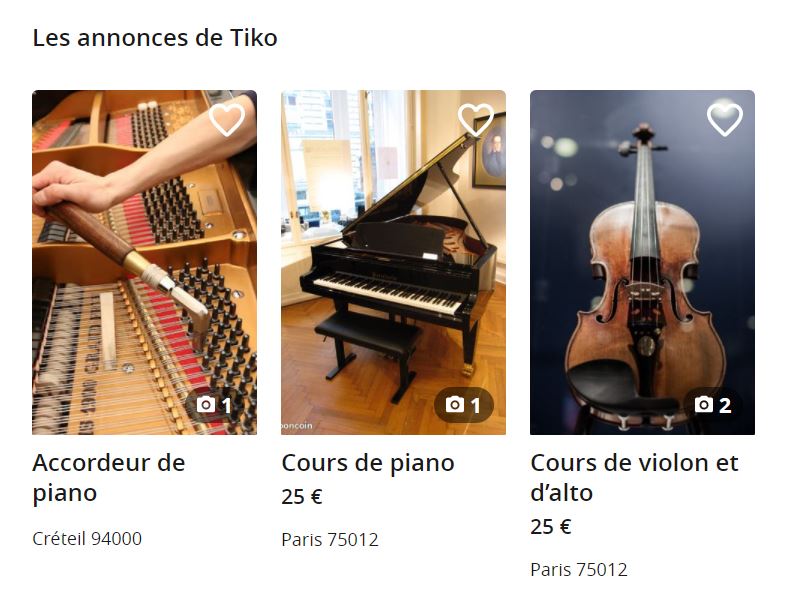 Les annonces de Tiko
1
1
2
Accordeur de
piano
Créteil 94000
Cours de piano
25 €
Paris 75012
Cours de violon et
d’alto
25 €
Paris 75012